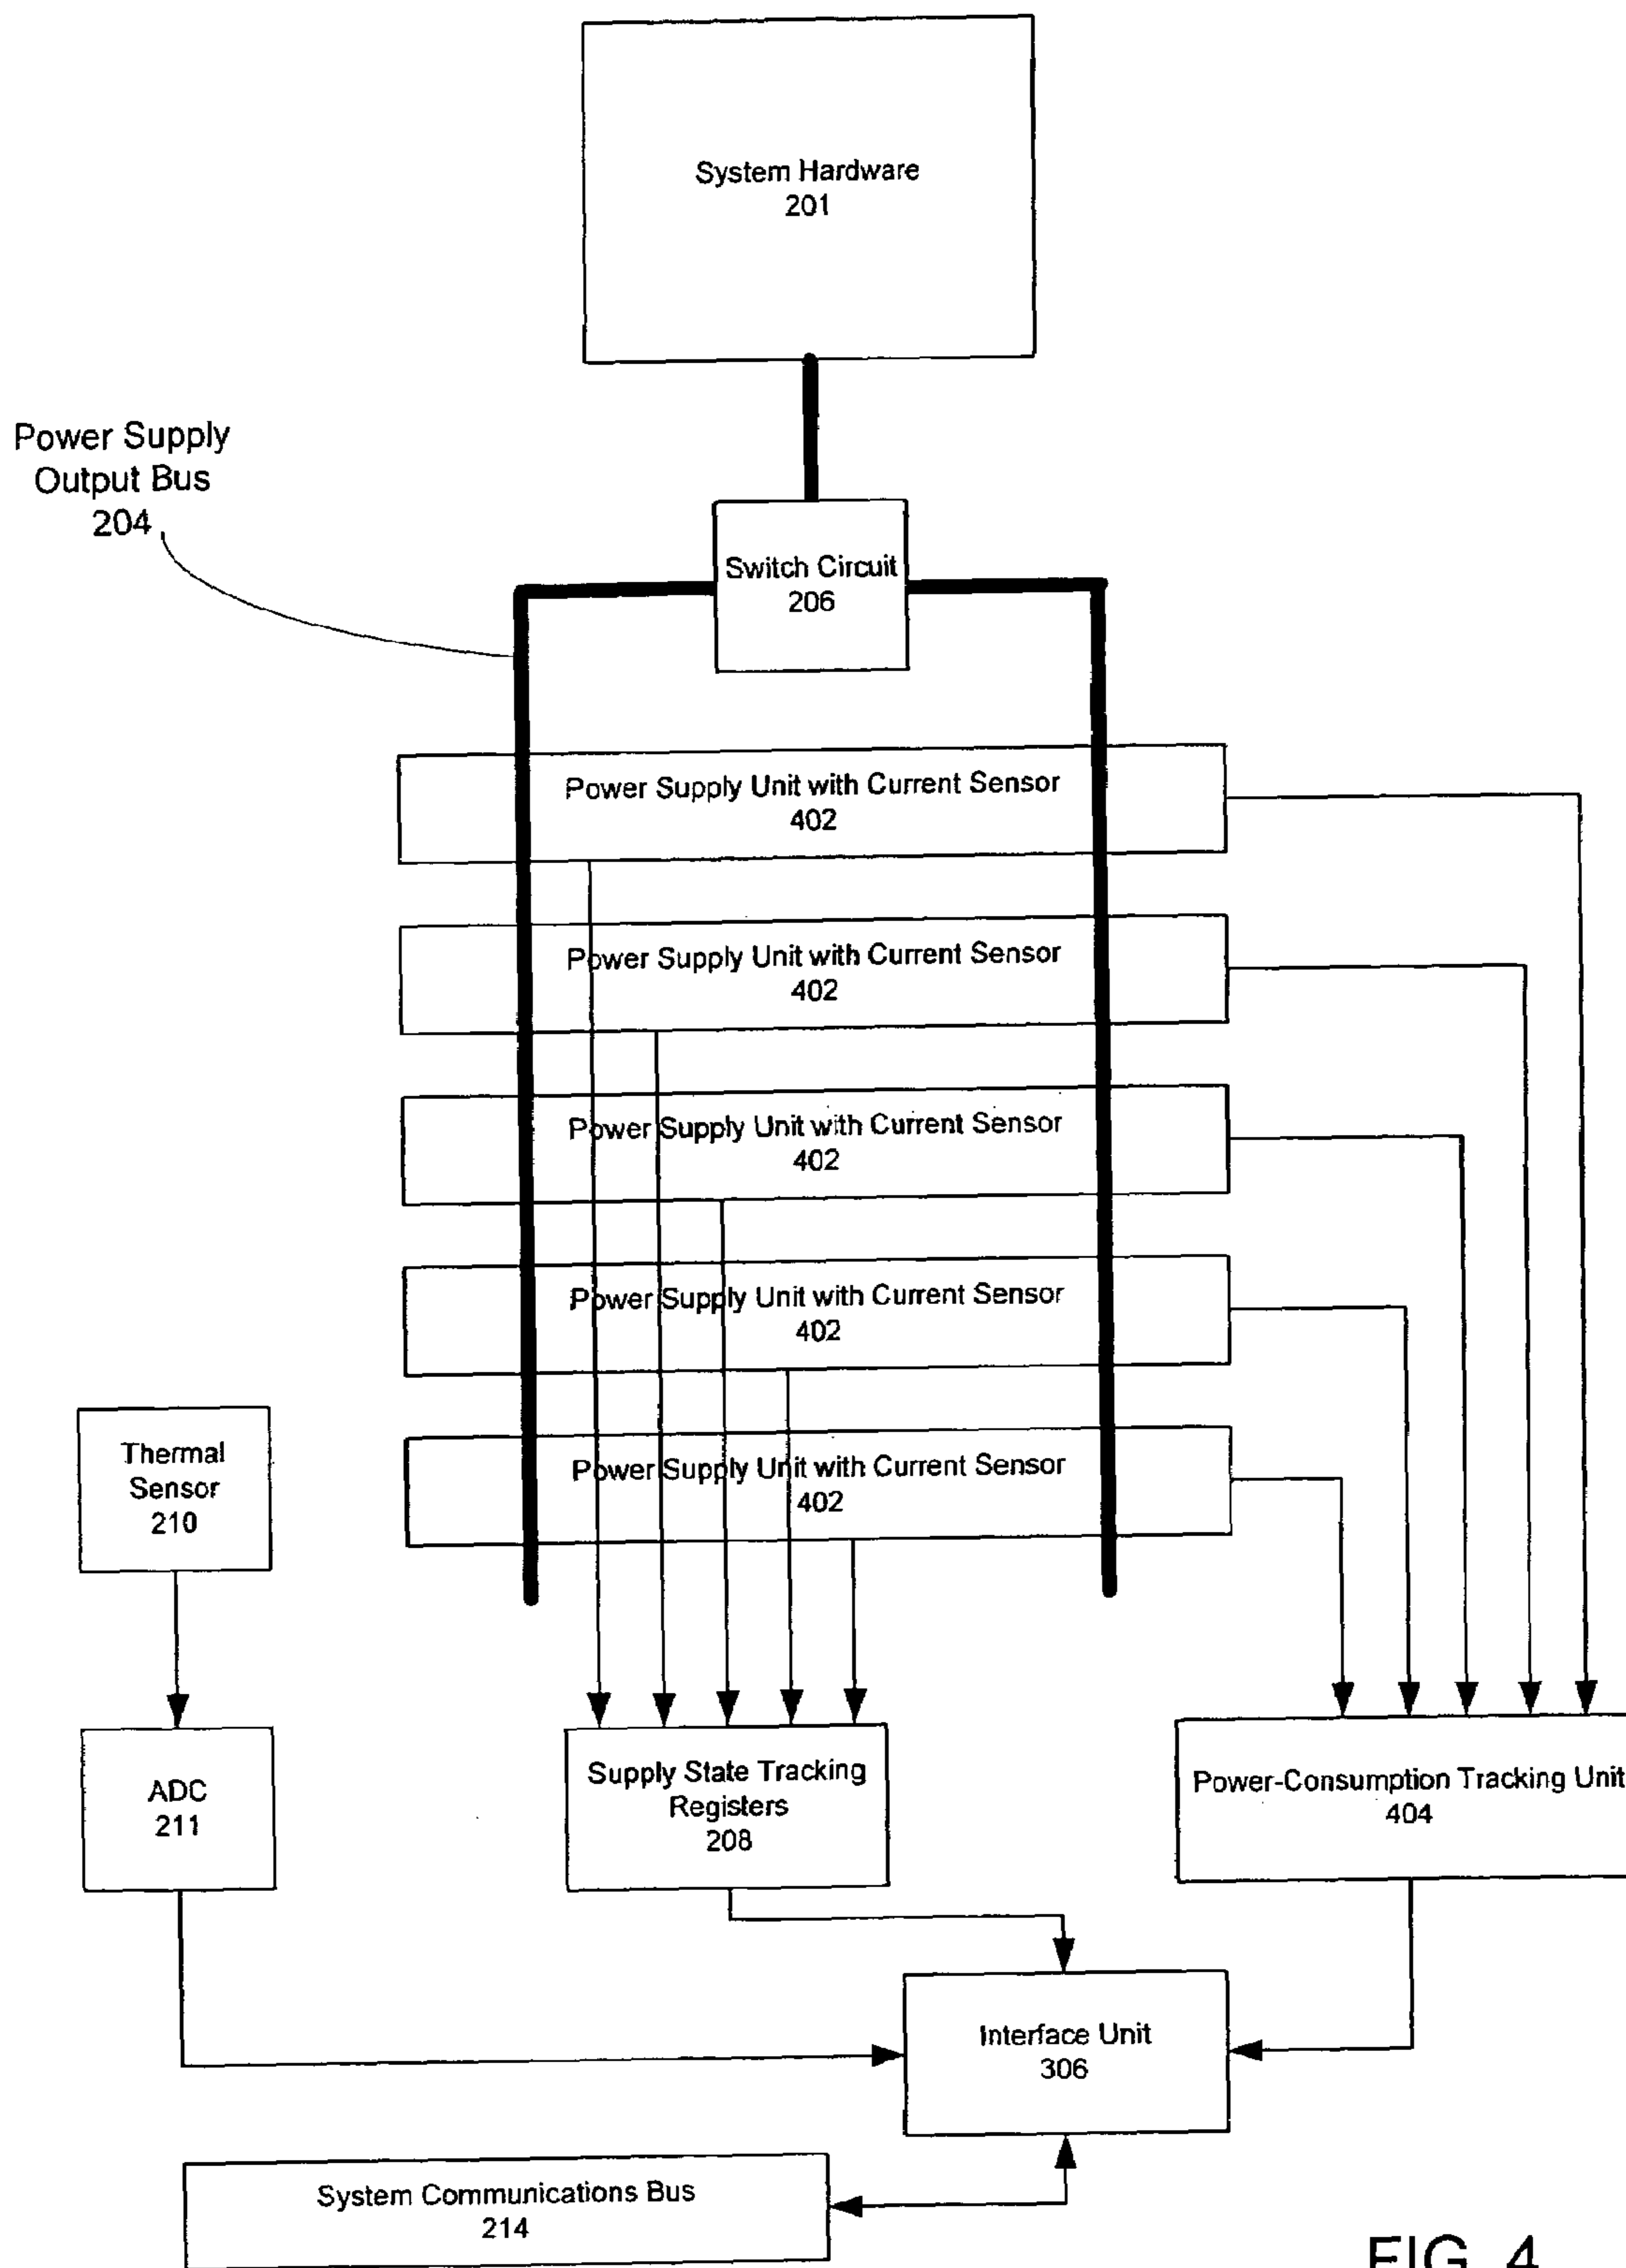 System Hardware
201
Power Supply
Output Bus
204
Switch Circuit
206
Power Supply Unit with Current Sensor
402
Power Supply Unit with Current Sensor
402
Power Supply Unit with Current Sensor
402
Power Supply Unit with Current Sensor
402
Power Supply Unit with Current Sensor
402
Thermal
Sensor
210
ADC
211
Supply State Tracking
Registers
208
Power-Consumption Tracking Unit
404
Interface Unit
306
System Communications Bus
214
FIG. 4